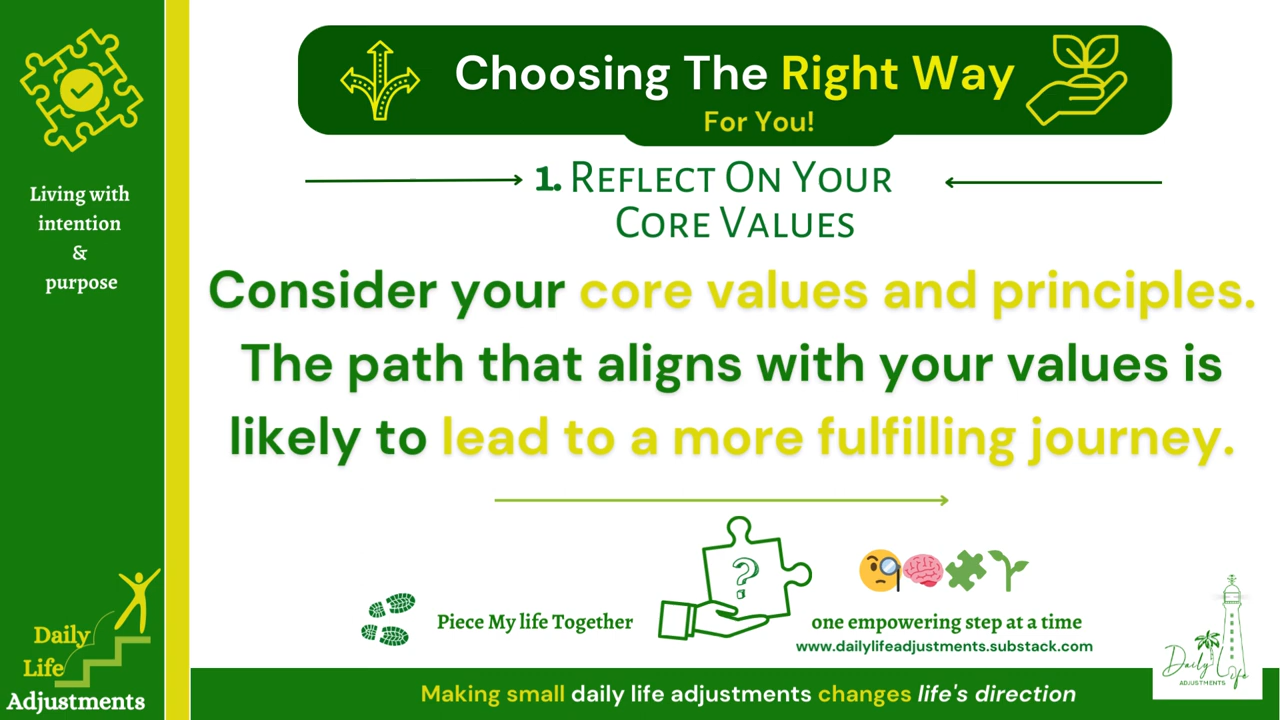 Choosing The Right Way
For You!
1. Reflect On Your
Core Values
Consider your core values and principles.
The path that aligns with your values is
likely to lead to a more fulfilling journey.
Living with
intention
&
purpose
?
Piece My life Together
one empowering step at a time
www.dailylifeadjustments.substack.com
Daily
Life
Adjustments
Making small daily life adjustments changes life's direction
Daily Life
ADJUSTMENTS